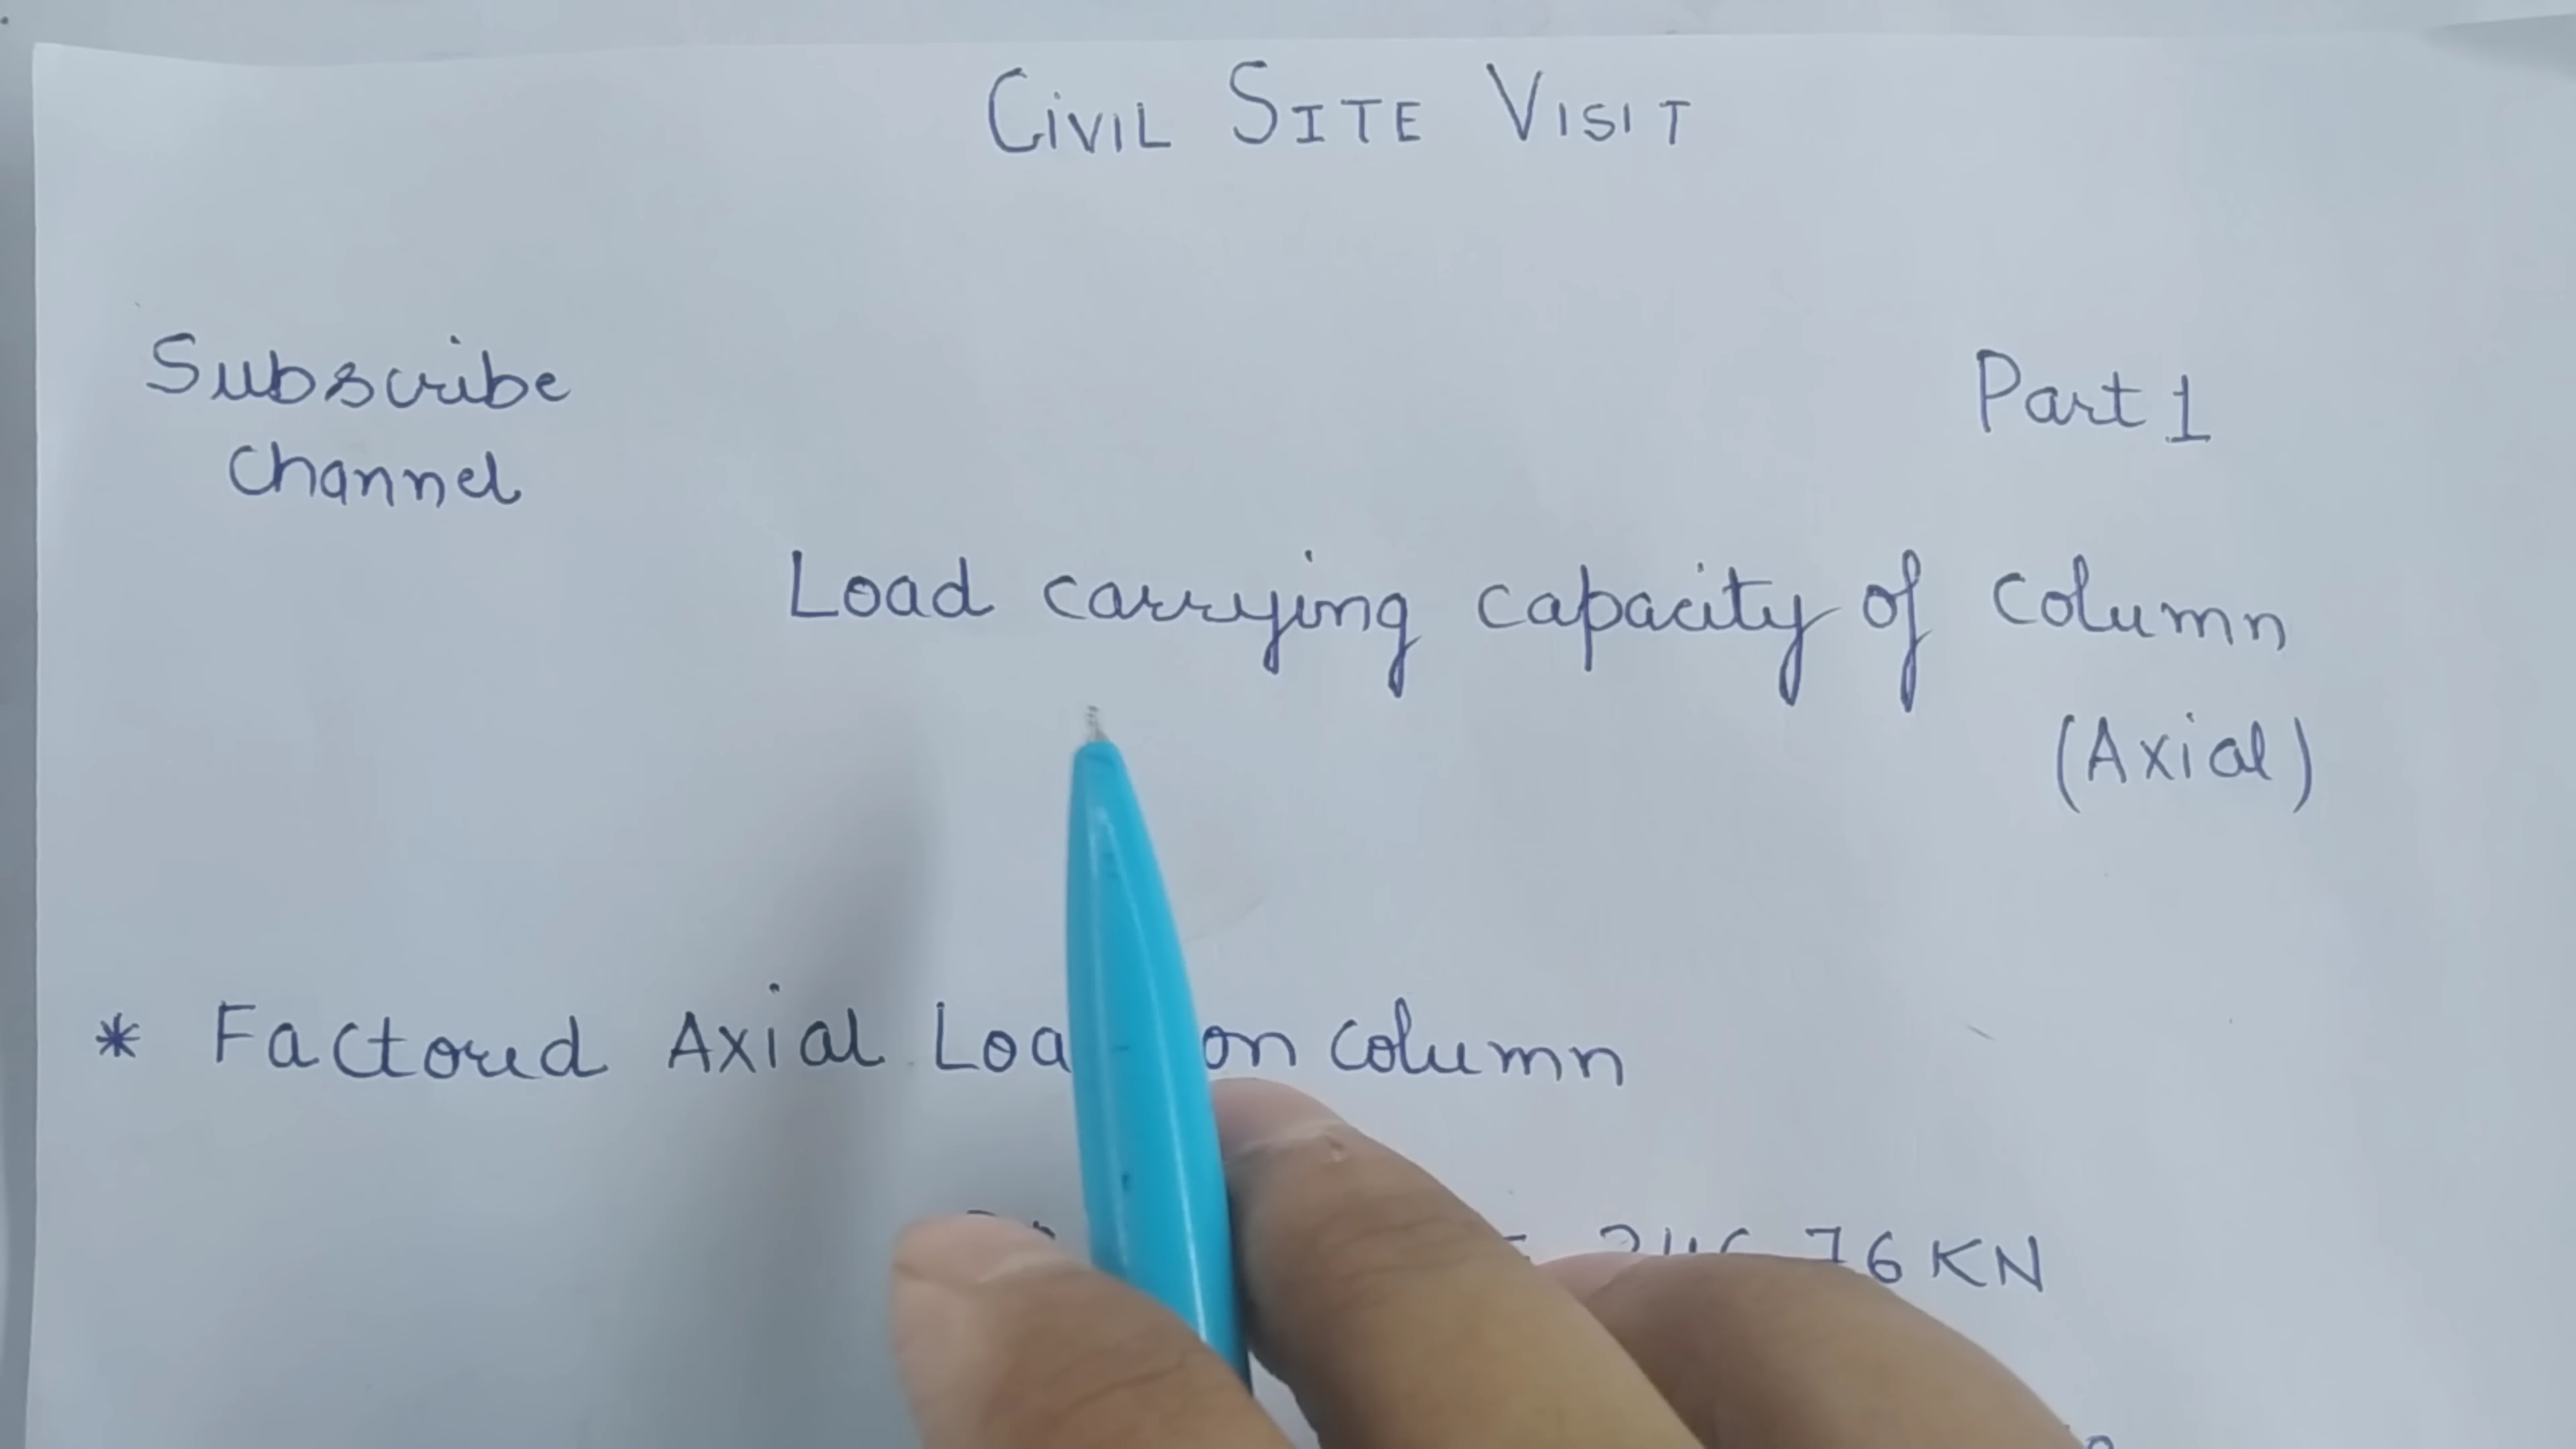 CIVIL SITE VISIT
Subscribe
channel
Part 1
Load carrying capacity of column
(Axial)
* Factored Axial Load on column
76 KN